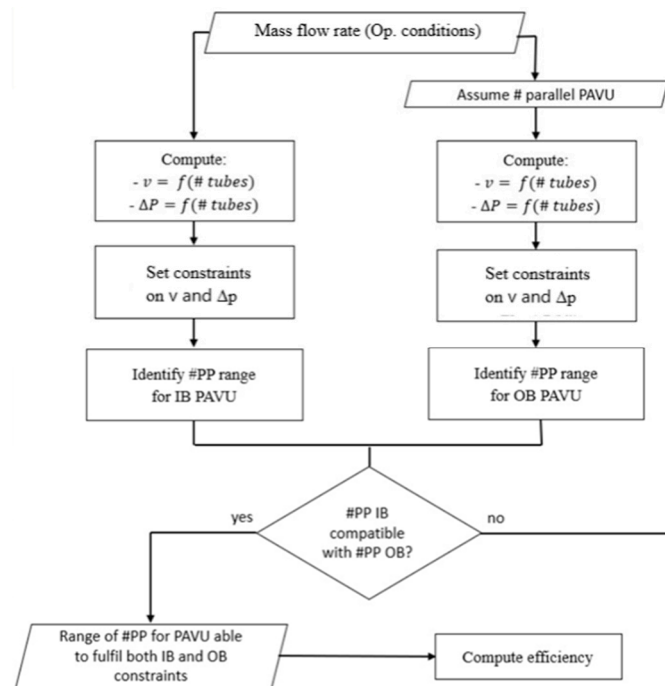 Mass flow rate (Op. conditions)
Assume # parallel PAVU
Compute:
- v = f(# tubes)
- ΔP = f(# tubes)
Compute:
- v = f(# tubes)
- ΔP = f(# tubes)
Set constraints
on v and Δp
Set constraints
on v and Δp
Identify #PP range
for IB PAVU
Identify #PP range
for OB PAVU
yes
#PP IB
compatible
with #PP OB?
no
Range of #PP for PAVU able
to fulfil both IB and OB
constraints
Compute efficiency